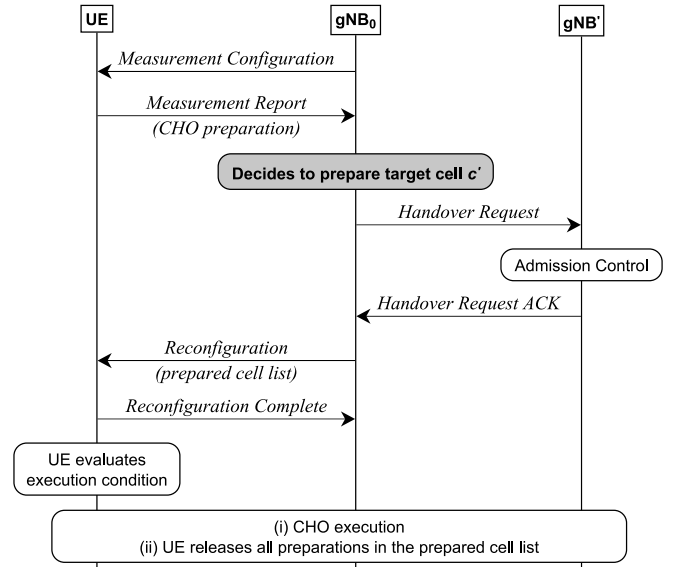 UE
gNB₀
gNB'
Measurement Configuration
Measurement Report
(CHO preparation)
Decides to prepare target cell c'
Handover Request
Admission Control
Handover Request ACK
Reconfiguration
(prepared cell list)
Reconfiguration Complete
UE evaluates
execution condition
(i) CHO execution
(ii) UE releases all preparations in the prepared cell list